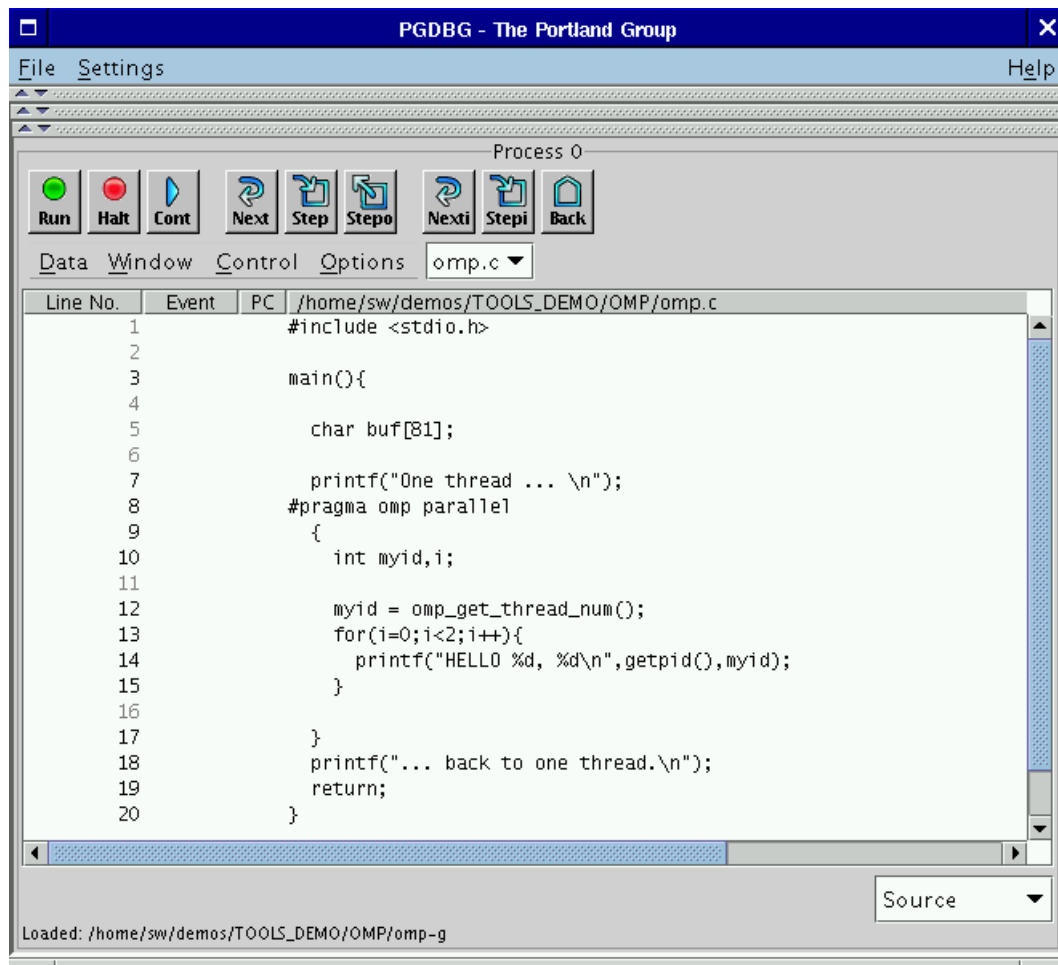 PGDBG - The Portland Group
File Settings Help
Process 0
Run Halt Cont Next Step Stepo Nexti Stepi Back
Data Window Control Options omp.c
Line No. Event PC /home/sw/demos/TOOLS_DEMO/OMP/omp.c
1 #include <stdio.h>
2
3 main(){
4
5 char buf[81];
6
7 printf("One thread ... \n");
8 #pragma omp parallel
9 {
10 int myid,i;
11
12 myid = omp_get_thread_num();
13 for(i=0;i<2;i++){
14 printf("HELLO %d, %d\n",getpid(),myid);
15 }
16
17 }
18 printf("... back to one thread.\n");
19 return;
20 }
Source
Loaded: /home/sw/demos/TOOLS_DEMO/OMP/omp-g